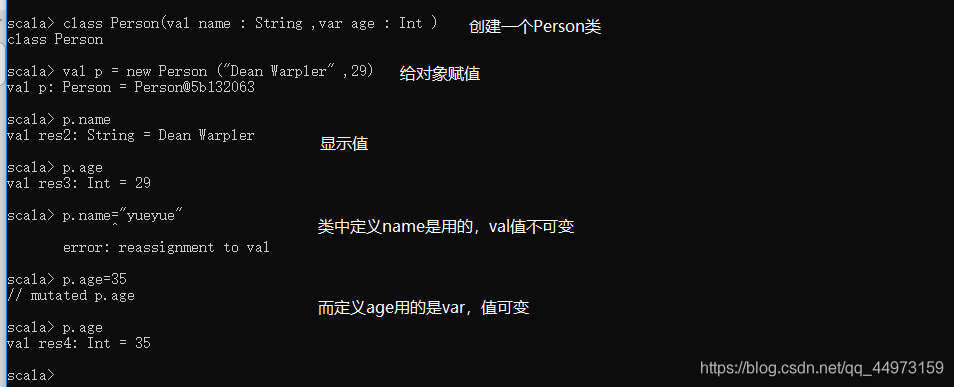 scala> class Person(val name : String ,var age : Int )
创建一个Person类
class Person
scala> val p = new Person ("Dean Warpler" ,29)
给对象赋值
val p: Person = Person@5b132063
scala> p.name
val res2: String = Dean Warpler
显示值
scala> p.age
val res3: Int = 29
scala> p.name="yueyue"
^
类中定义name是用的，val值不可变
error: reassignment to val
scala> p.age=35
// mutated p.age
而定义age用的是var，值可变
scala> p.age
val res4: Int = 35
scala>
https://blog.csdn.net/qq_44973159